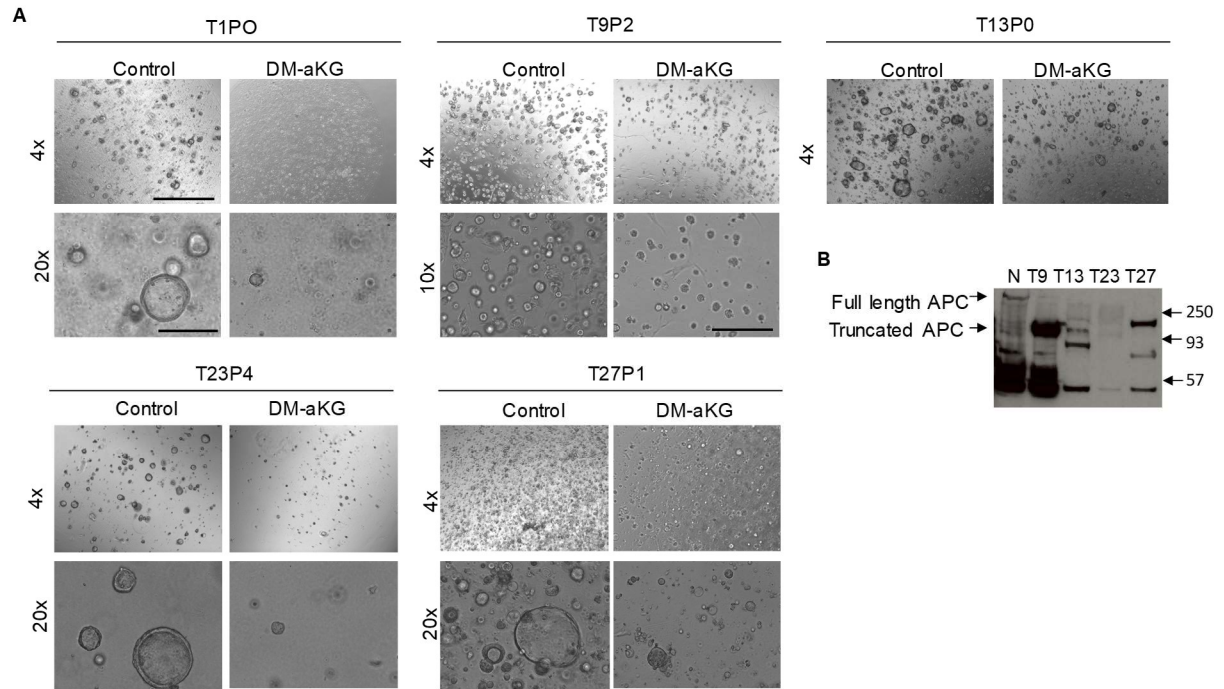 A
T1PO
Control DM-aKG
4x
20x
T9P2
Control DM-aKG
4x
10x
T13P0
Control DM-aKG
4x
B
N T9 T13 T23 T27
Full length APC
Truncated APC
250
93
57
T23P4
Control DM-aKG
4x
20x
T27P1
Control DM-aKG
4x
20x